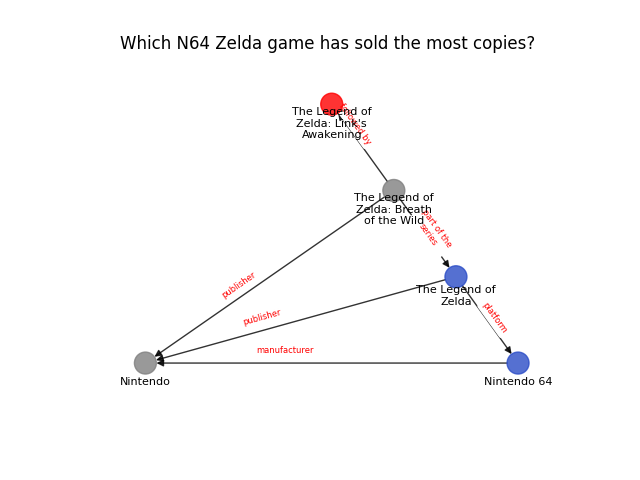 Which N64 Zelda game has sold the most copies?
The Legend of
Zelda: Link's
Awakening
followed by
The Legend of
Zelda: Breath
of the Wild
part of the
series
The Legend of
Zelda
publisher
publisher
platform
manufacturer
Nintendo
Nintendo 64